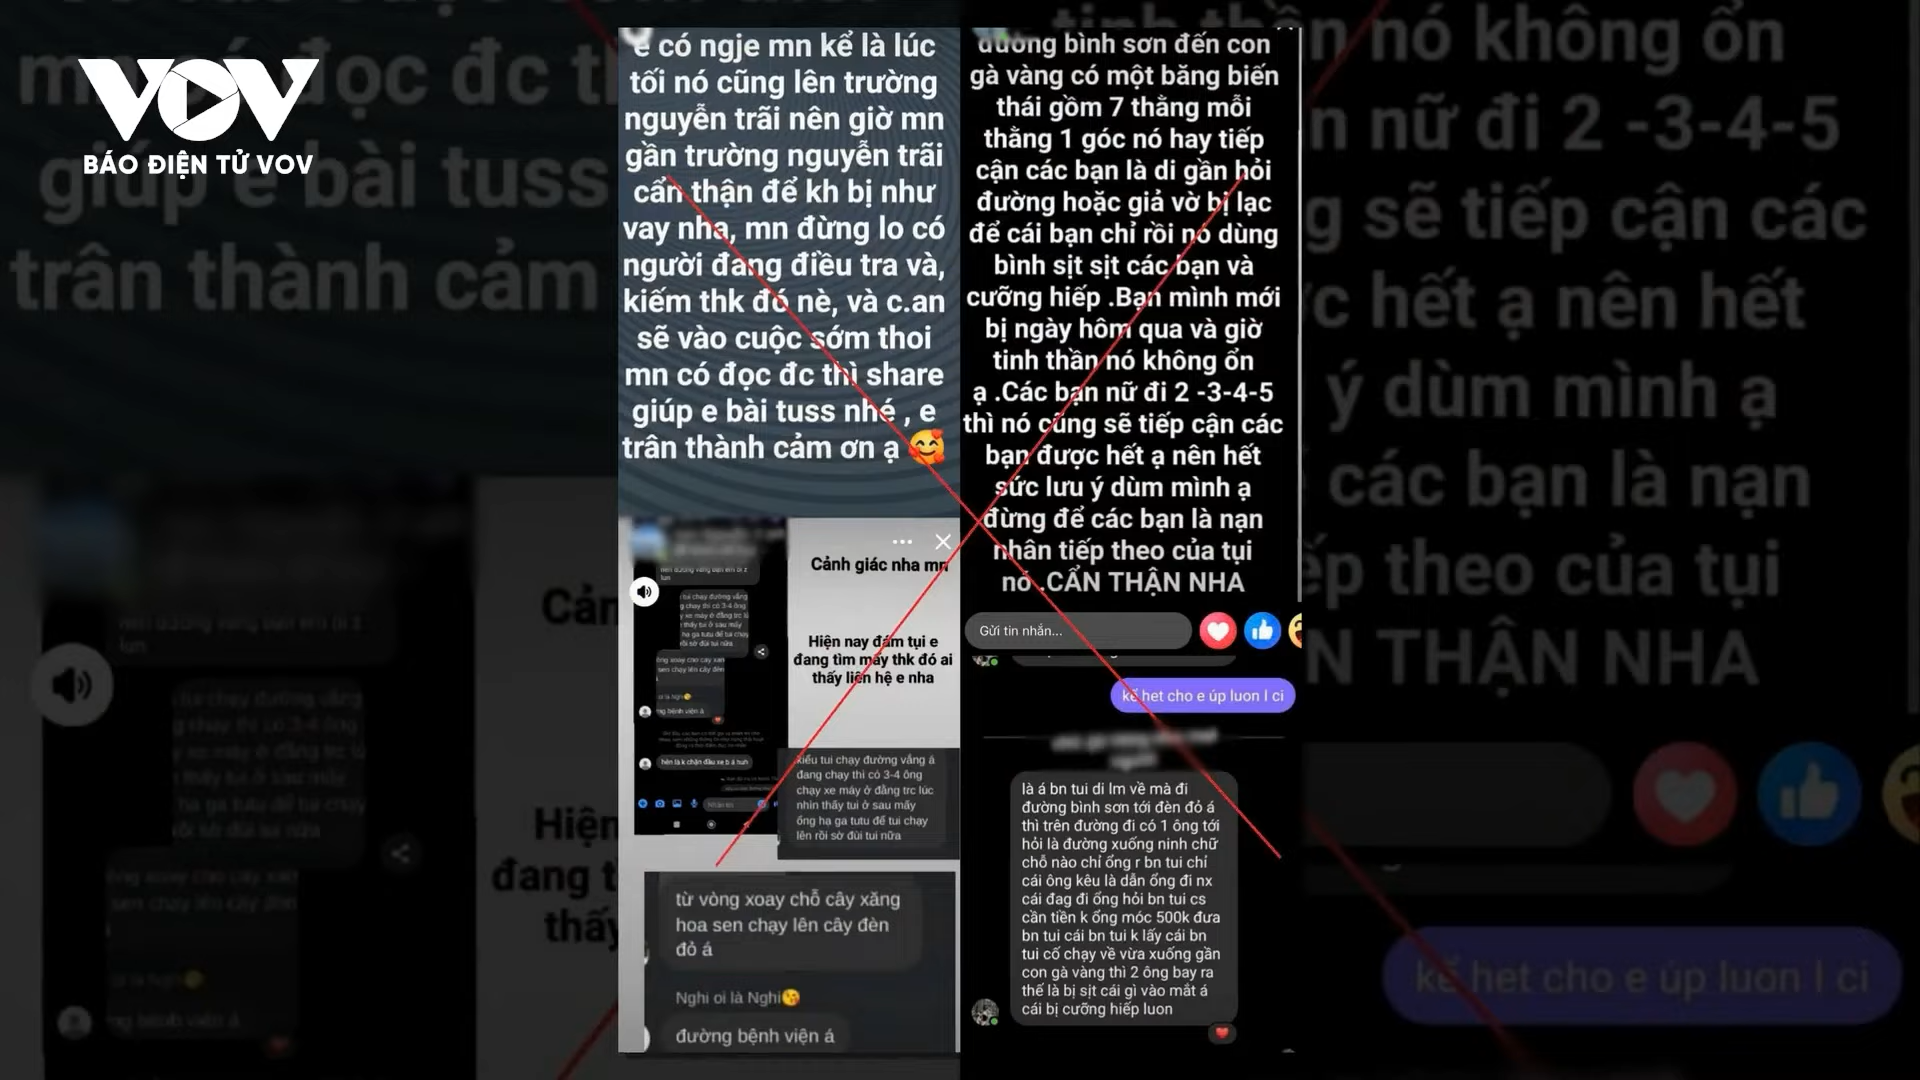 VOV
BÁO ĐIỆN TỬ VOV
e có ngje mn kể là lúc
tối nó cũng lên trường
nguyễn trãi nên giờ mn
gần trường nguyễn trãi
cẩn thận để kh bị như
vay nha, mn đừng lo có
người đang điều tra và,
kiếm thk đó nè, và c.an
sẽ vào cuộc sớm thoi
mn có đọc đc thì share
giúp e bài tuss nhé , e
trân thành cảm ơn ạ 🥰
đường bình sơn đến con
gà vàng có một băng biến
thái gồm 7 thằng mỗi
thằng 1 góc nó hay tiếp
cận các bạn là di gần hỏi
đường hoặc giả vờ bị lạc
để cái bạn chỉ rồi nó dùng
bình sịt sịt các bạn và
cưỡng hiếp .Bạn mình mới
bị ngày hôm qua và giờ
tinh thần nó không ổn
ạ .Các bạn nữ đi 2 -3-4-5
thì nó cũng sẽ tiếp cận các
bạn được hết ạ nên hết
sức lưu ý dùm mình ạ
đừng để các bạn là nạn
nhân tiếp theo của tụi
nó .CẨN THẬN NHA
Gửi tin nhắn...
Cảnh giác nha mn
Hiện nay đám tụi e
đang tìm mấy thk đó ai
thấy liên hệ e nha
hên là k chặn đầu xe b á huh
Nhắn tin
kiểu tui chạy đường vắng á
đang chạy thì có 3-4 ông
chạy xe máy ở đằng trc lúc
nhìn thấy tui ở sau mấy
ổng hạ ga tutu để tui chạy
lên rồi sờ đùi tui nữa
từ vòng xoay chỗ cây xăng
hoa sen chạy lên cây đèn
đỏ á
Nghi oi là Nghi😘
đường bệnh viện á
kể het cho e úp luon l ci
là á bn tui di lm về mà đi
đường bình sơn tới đèn đỏ á
thì trên đường đi có 1 ông tới
hỏi là đường xuống ninh chữ
chỗ nào chỉ ổng r bn tui chỉ
cái ông kêu là dẫn ổng đi nx
cái đag đi ổng hỏi bn tui cs
cần tiền k ổng móc 500k đưa
bn tui cái bn tui k lấy cái bn
tui cố chạy về vừa xuống gần
con gà vàng thì 2 ông bay ra
thế là bị sịt cái gì vào mắt á
cái bị cưỡng hiếp luon